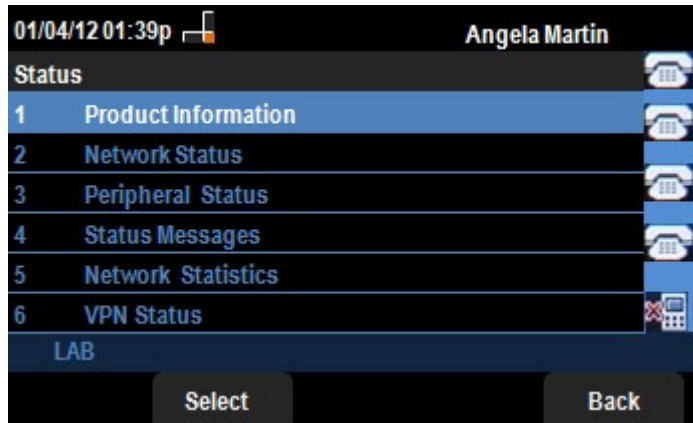 01/04/12 01:39p Angela Martin
Status
1 Product Information
2 Network Status
3 Peripheral Status
4 Status Messages
5 Network Statistics
6 VPN Status
LAB
Select Back